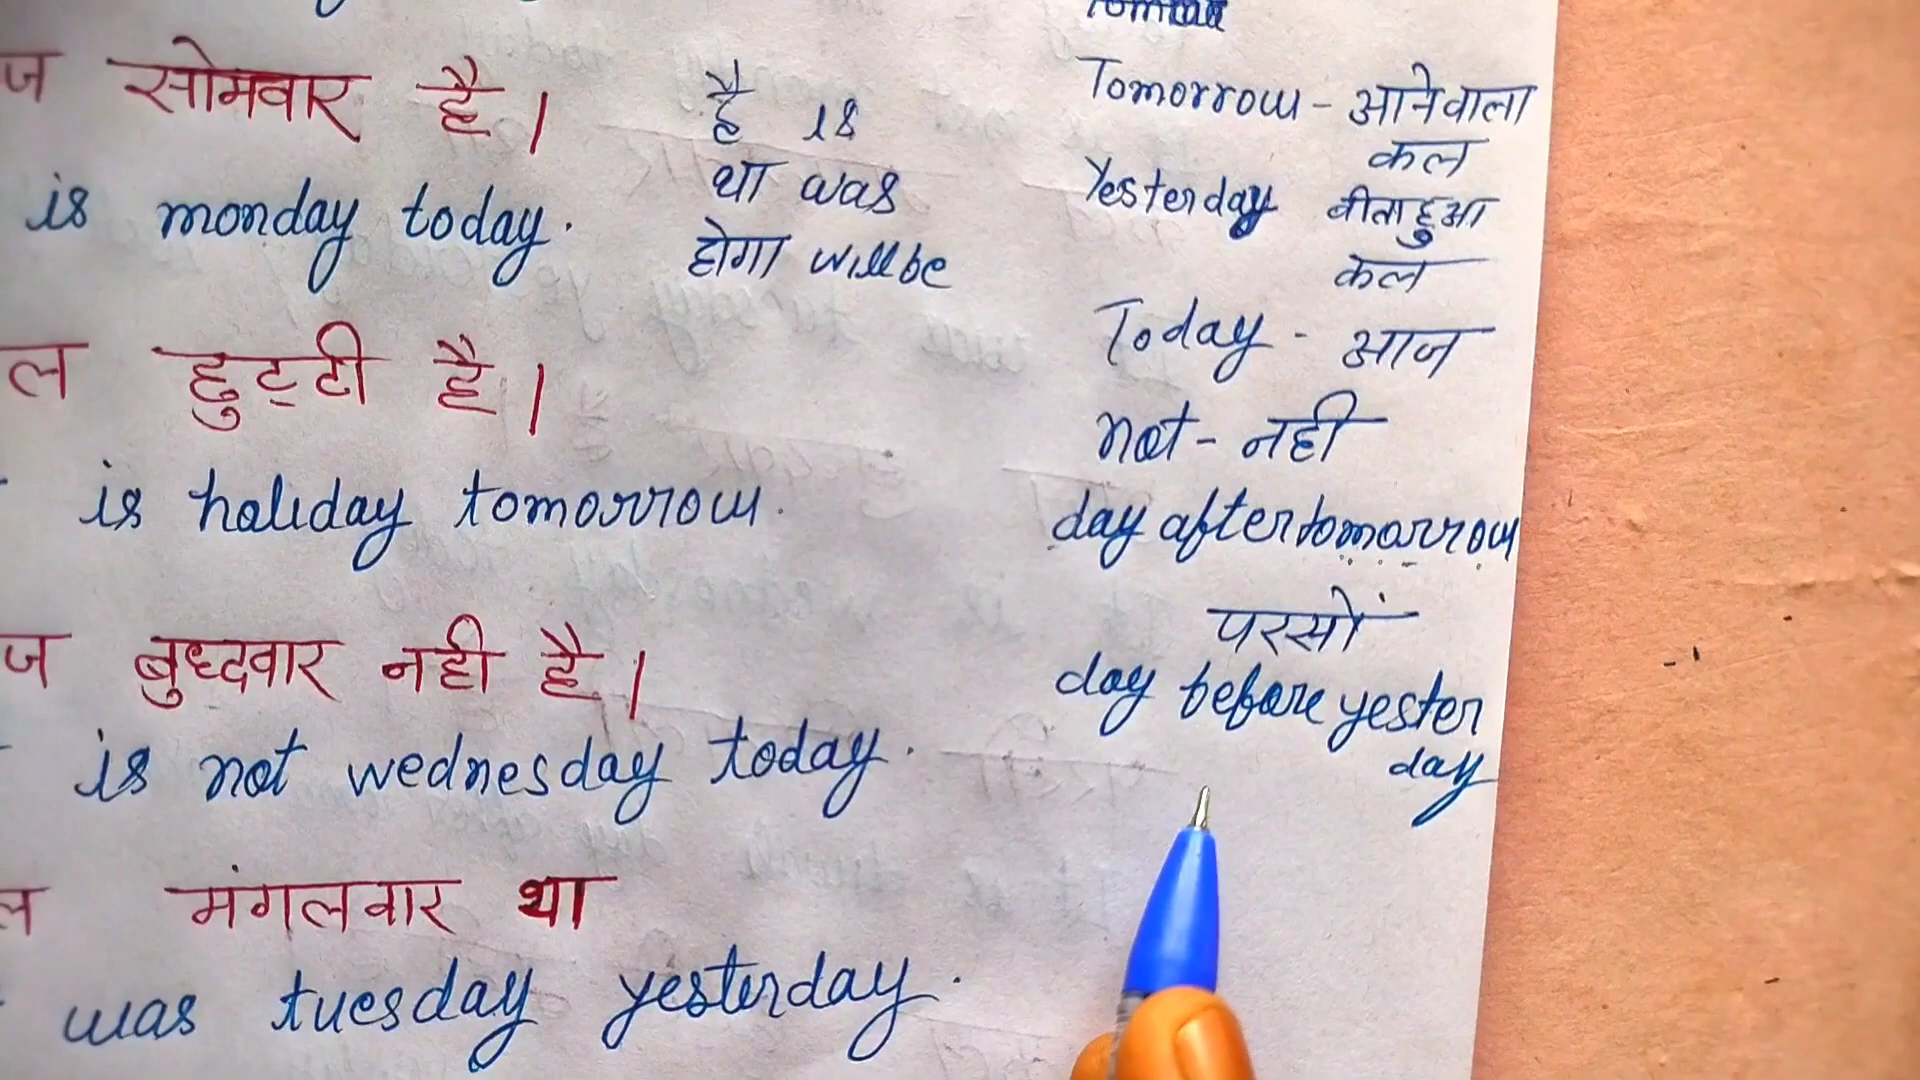 ज सोमवार है।
is monday today.
ल हुट्टी है।
is holiday tomorrow.
ज बुध्दवार नही है।
is not wednesday today.
ल मंगलवार था
was tuesday yesterday.
है is
था was
होगा will be
Tomorrow - आनेवाला
कल
Yesterday बीता हुआ
कल
Today - आज
not - नही
day after tomorrow
परसों
day before yester
day